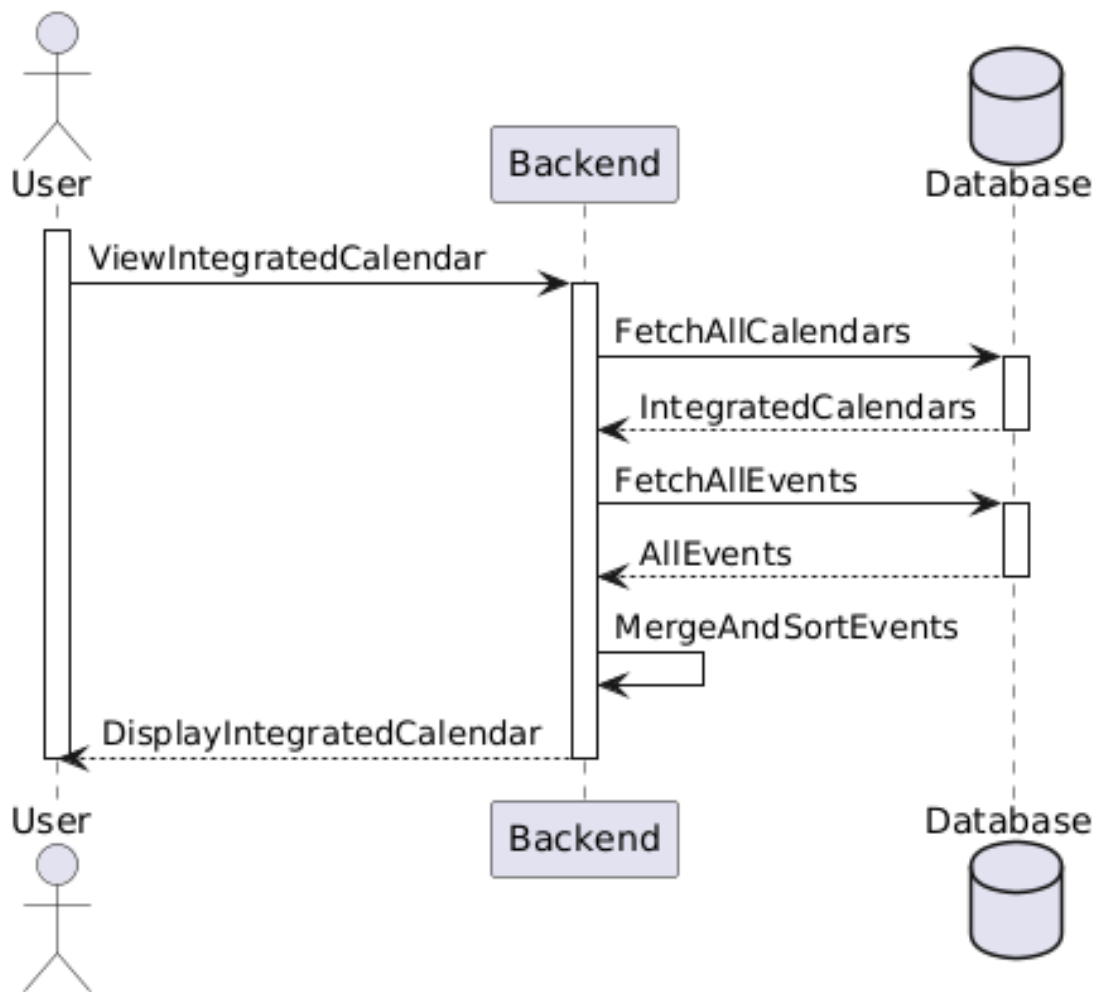 User
Backend
Database
ViewIntegratedCalendar
FetchAllCalendars
IntegratedCalendars
FetchAllEvents
AllEvents
MergeAndSortEvents
DisplayIntegratedCalendar
User
Backend
Database